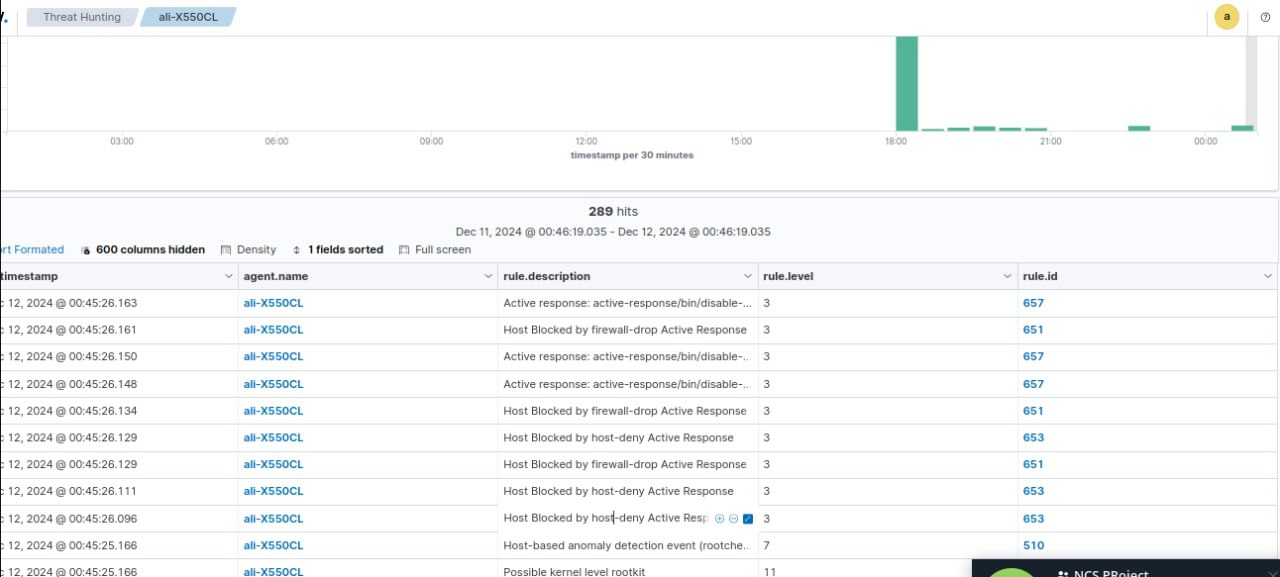 Threat Hunting ali-X550CL a
03:00 06:00 09:00 12:00 15:00 18:00 21:00 00:00
timestamp per 30 minutes
289 hits
Dec 11, 2024 @ 00:46:19.035 - Dec 12, 2024 @ 00:46:19.035
rt Formated 600 columns hidden Density 1 fields sorted Full screen
timestamp agent.name rule.description rule.level rule.id
c 12, 2024 @ 00:45:26.163 ali-X550CL Active response: active-response/bin/disable-... 3 657
c 12, 2024 @ 00:45:26.161 ali-X550CL Host Blocked by firewall-drop Active Response 3 651
c 12, 2024 @ 00:45:26.150 ali-X550CL Active response: active-response/bin/disable-... 3 657
c 12, 2024 @ 00:45:26.148 ali-X550CL Active response: active-response/bin/disable-... 3 657
c 12, 2024 @ 00:45:26.134 ali-X550CL Host Blocked by firewall-drop Active Response 3 651
c 12, 2024 @ 00:45:26.129 ali-X550CL Host Blocked by host-deny Active Response 3 653
c 12, 2024 @ 00:45:26.129 ali-X550CL Host Blocked by firewall-drop Active Response 3 651
c 12, 2024 @ 00:45:26.111 ali-X550CL Host Blocked by host-deny Active Response 3 653
c 12, 2024 @ 00:45:26.096 ali-X550CL Host Blocked by host-deny Active Resp 3 653
c 12, 2024 @ 00:45:25.166 ali-X550CL Host-based anomaly detection event (rootche... 7 510
c 12, 2024 @ 00:45:25.166 ali-X550CL Possible kernel level rootkit 11
NCS PRoject